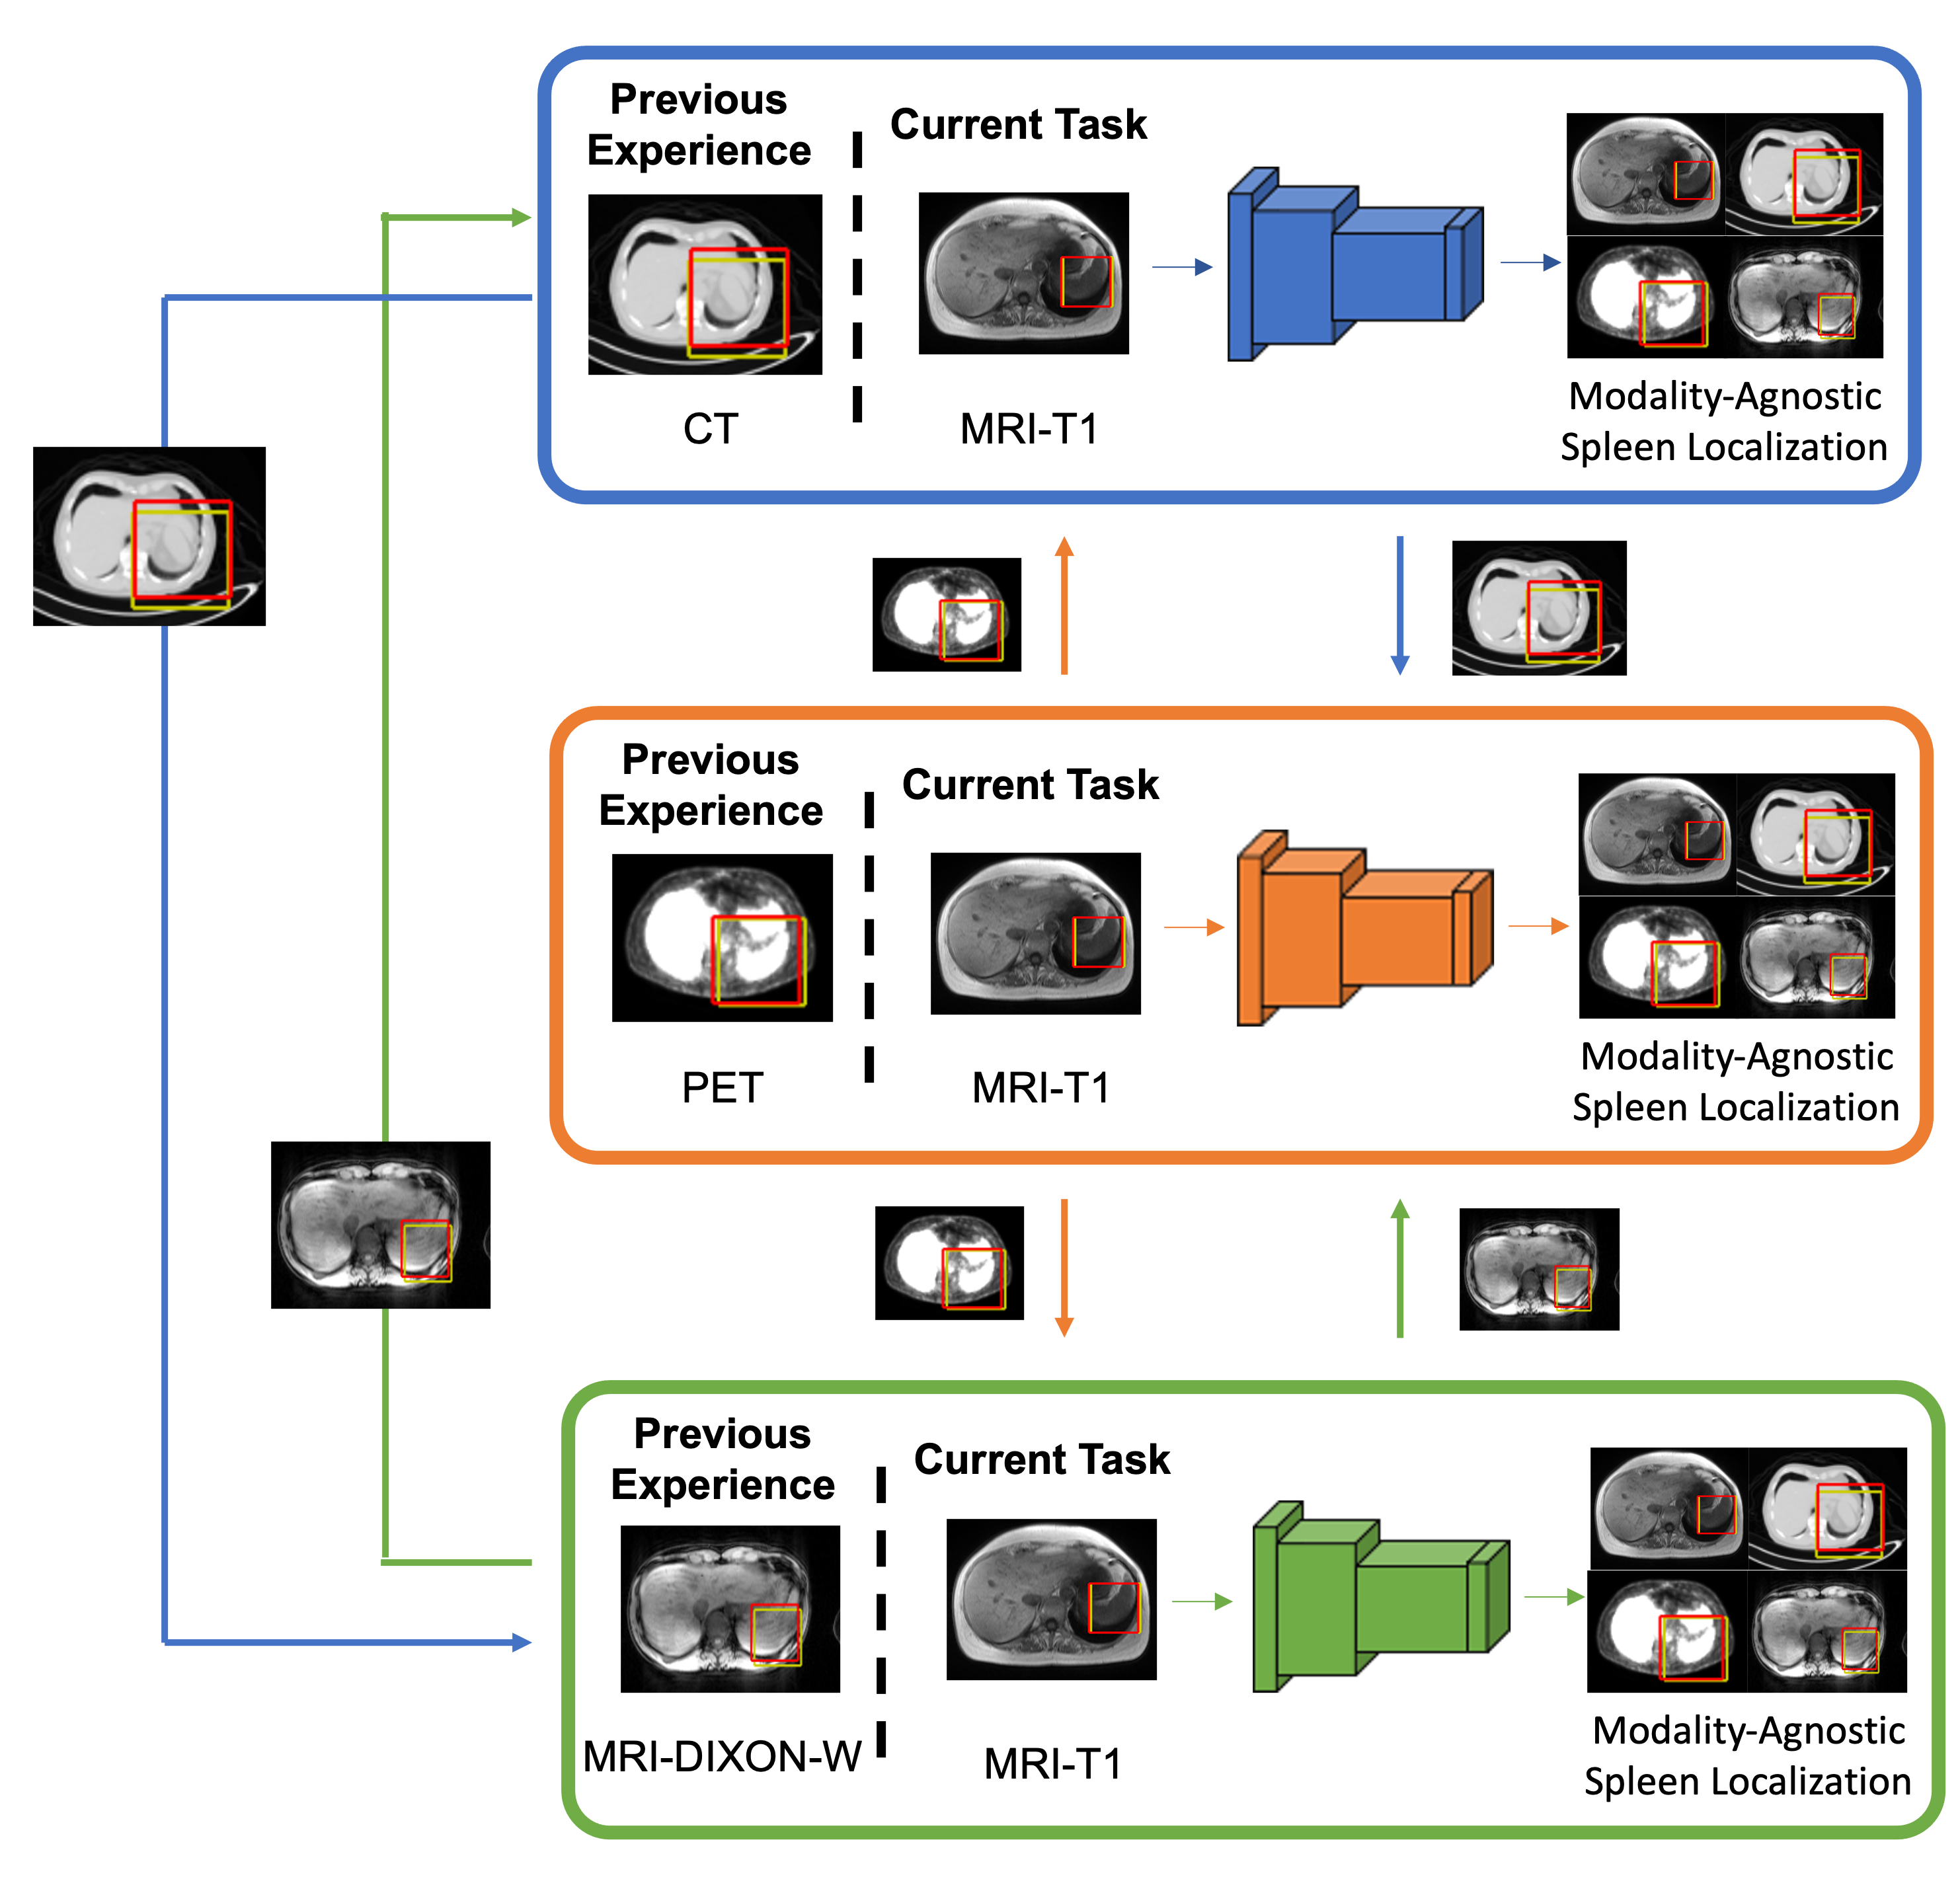 Previous
Experience
Current Task
CT
MRI-T1
Modality-Agnostic
Spleen Localization
Previous
Experience
Current Task
PET
MRI-T1
Modality-Agnostic
Spleen Localization
Previous
Experience
Current Task
MRI-DIXON-W
MRI-T1
Modality-Agnostic
Spleen Localization